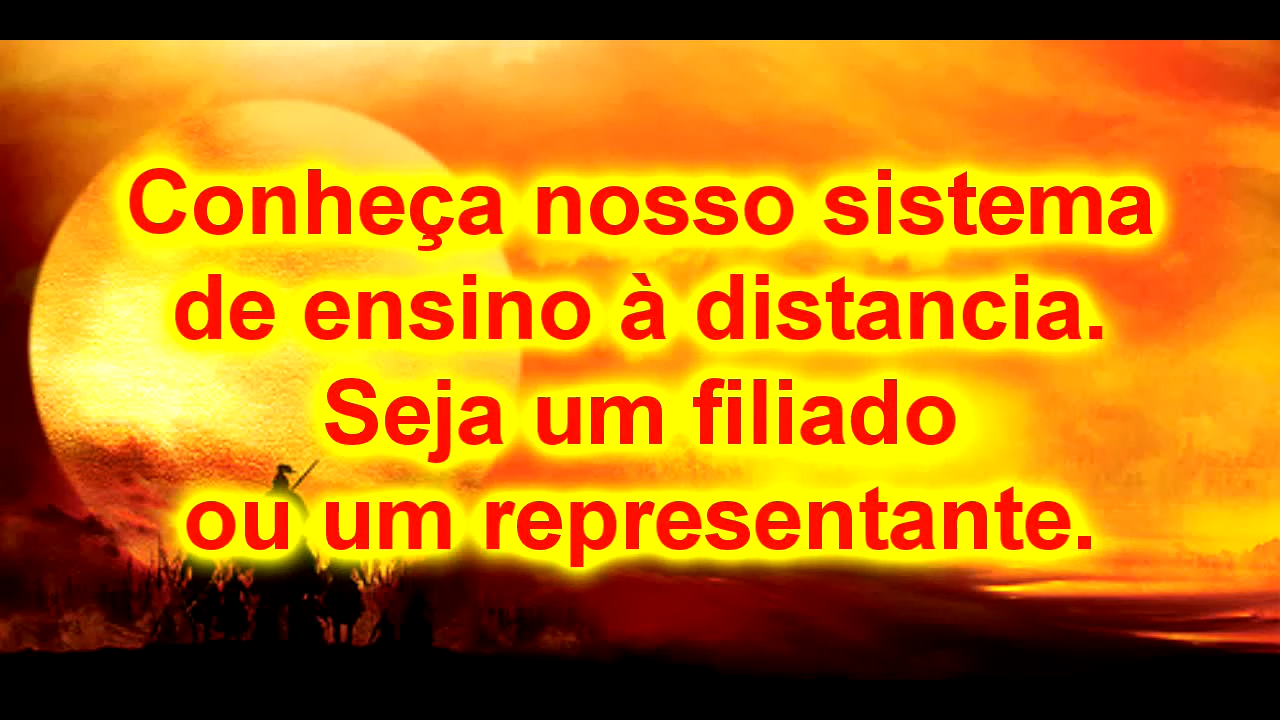 Conheça nosso sistema
de ensino à distancia.
Seja um filiado
ou um representante.